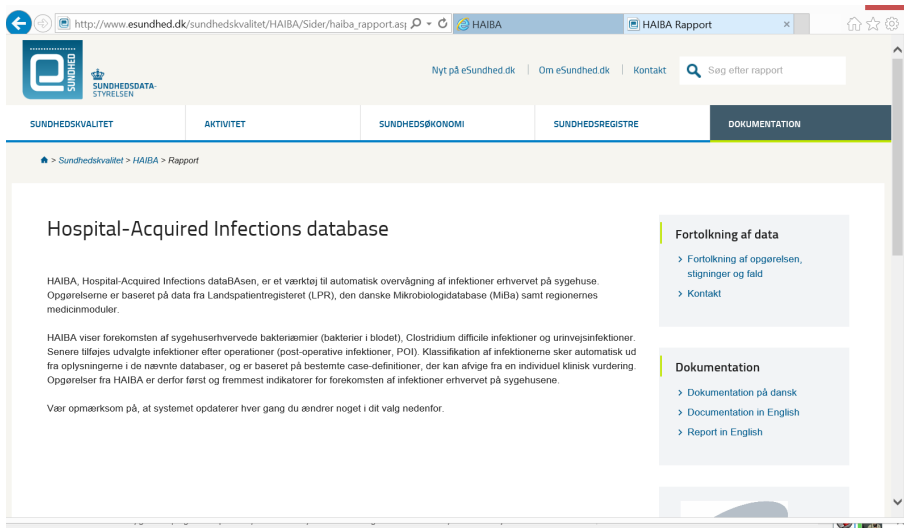 http://www.esundhed.dk/sundhedskvalitet/HAIBA/Sider/haiba_rapport.asp
HAIBA
HAIBA Rapport
SUNDHED
SUNDHEDSDATA-
STYRELSEN
Nyt på eSundhed.dk | Om eSundhed.dk | Kontakt
Søg efter rapport
SUNDHEDSKVALITET AKTIVITET SUNDHEDSØKONOMI SUNDHEDSREGISTRE DOKUMENTATION
> Sundhedskvalitet > HAIBA > Rapport
Hospital-Acquired Infections database
HAIBA, Hospital-Acquired Infections dataBAsen, er et værktøj til automatisk overvågning af infektioner erhvervet på sygehuse.
Opgørelserne er baseret på data fra Landspatientregisteret (LPR), den danske Mikrobiologidatabase (MiBa) samt regionernes
medicinmoduler.
HAIBA viser forekomsten af sygehuserhvervede bakteriæmier (bakterier i blodet), Clostridium difficile infektioner og urinvejsinfektioner.
Senere tilføjes udvalgte infektioner efter operationer (post-operative infektioner, POI). Klassifikation af infektionerne sker automatisk ud
fra oplysningerne i de nævnte databaser, og er baseret på bestemte case-definitioner, der kan afvige fra en individuel klinisk vurdering.
Opgørelser fra HAIBA er derfor først og fremmest indikatorer for forekomsten af infektioner erhvervet på sygehusene.
Vær opmærksom på, at systemet opdaterer hver gang du ændrer noget i dit valg nedenfor.
Fortolkning af data
> Fortolkning af opgørelsen,
stigninger og fald
> Kontakt
Dokumentation
> Dokumentation på dansk
> Documentation in English
> Report in English